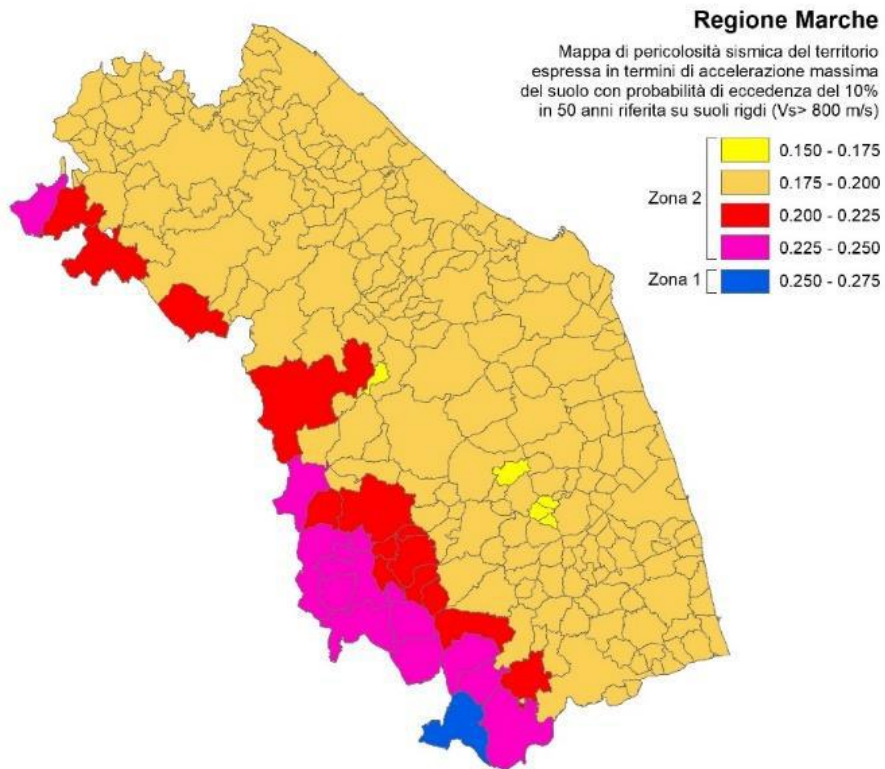 Regione Marche
Mappa di pericolosità sismica del territorio
espressa in termini di accelerazione massima
del suolo con probabilità di eccedenza del 10%
in 50 anni riferita su suoli rigdi (Vs> 800 m/s)
0.150 - 0.175
0.175 - 0.200
Zona 2
0.200 - 0.225
0.225 - 0.250
Zona 1
0.250 - 0.275